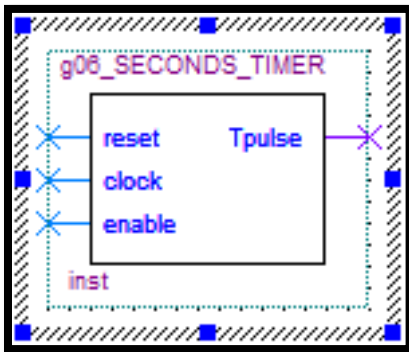 g06_SECONDS_TIMER
reset Tpulse
clock
enable
inst